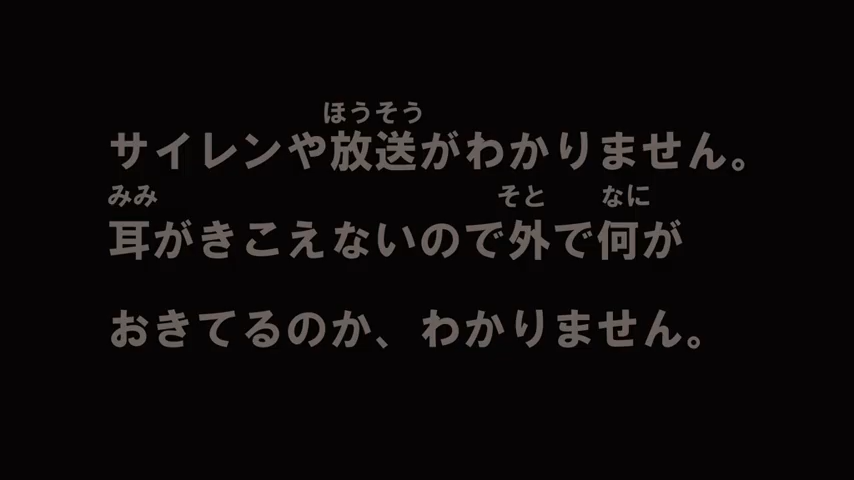 ほうそう
サイレンや放送がわかりません。
みみ そと なに
耳がきこえないので外で何が
おきてるのか、わかりません。